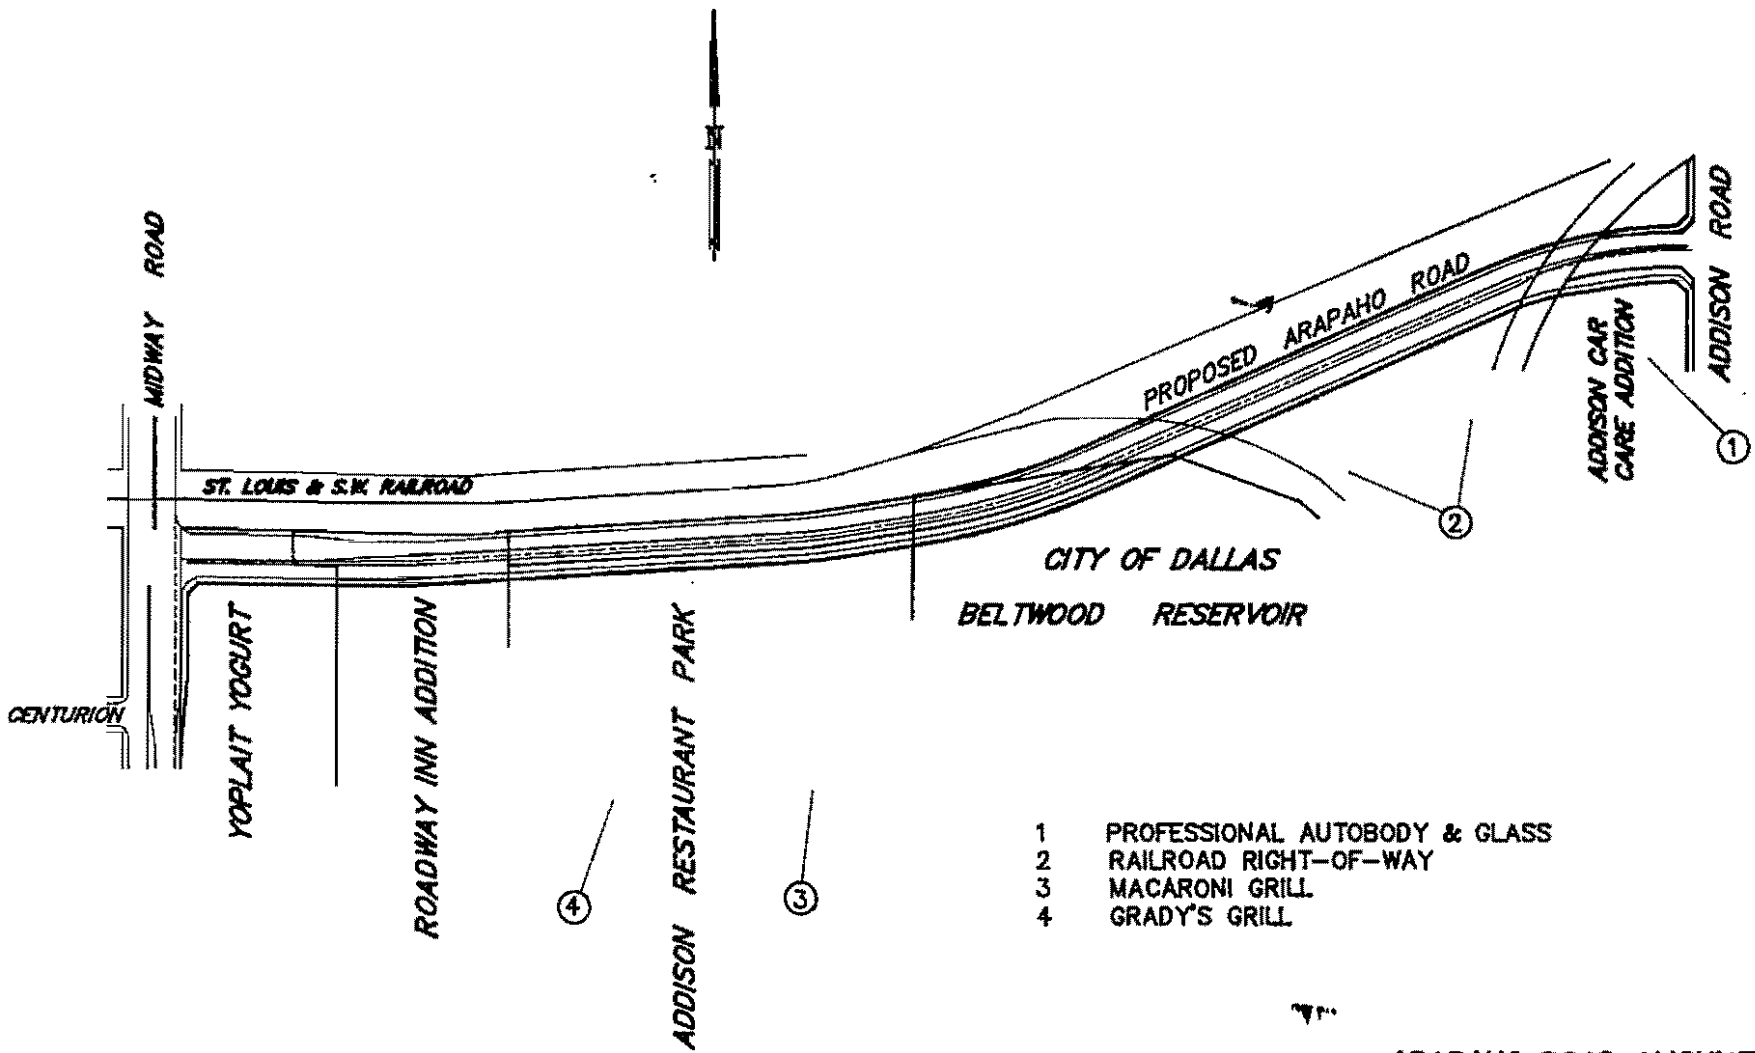 N
MIDWAY ROAD
ADDISON ROAD
ADDISON ROAD
PROPOSED ARAPAHO ROAD
ADDISON CAR
CARE ADDITION
1
ST. LOUIS & S.W. RAILROAD
2
CITY OF DALLAS
BELTWOOD RESERVOIR
CENTURION
YOPLAIT YOGURT
ROADWAY INN ADDITION
ADDISON RESTAURANT PARK
4
3
1 PROFESSIONAL AUTOBODY & GLASS
2 RAILROAD RIGHT-OF-WAY
3 MACARONI GRILL
4 GRADY'S GRILL